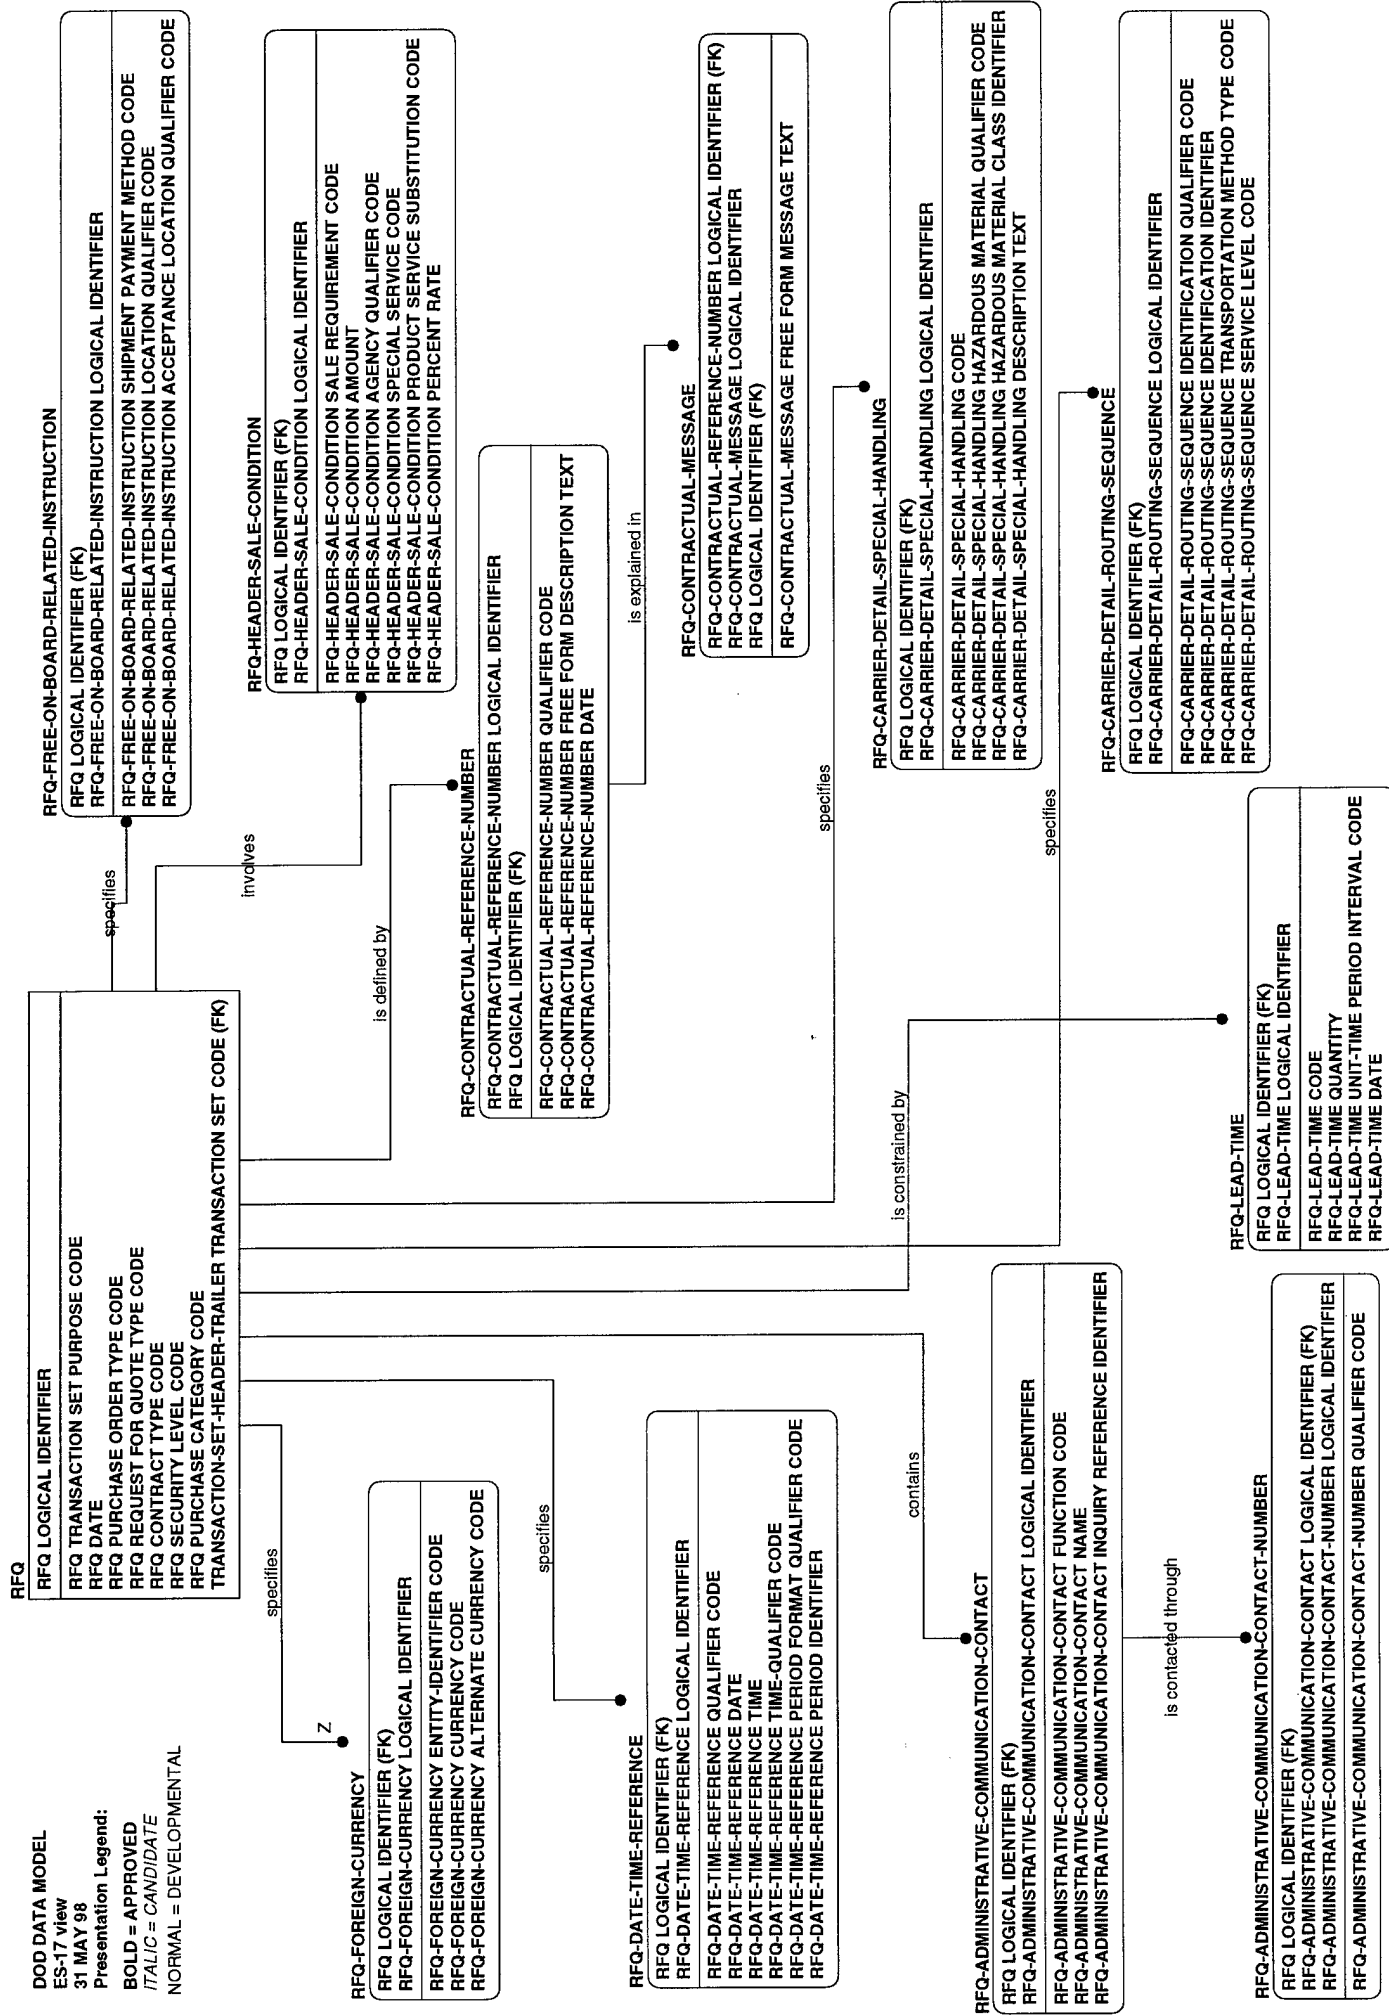 DOD DATA MODEL
ES-17 view
31 MAY 98
Presentation Legend:
BOLD = APPROVED
ITALIC = CANDIDATE
NORMAL = DEVELOPMENTAL
RFQ
RFQ LOGICAL IDENTIFIER
RFQ TRANSACTION SET PURPOSE CODE
RFQ DATE
RFQ PURCHASE ORDER TYPE CODE
RFQ REQUEST FOR QUOTE TYPE CODE
RFQ CONTRACT TYPE CODE
RFQ SECURITY LEVEL CODE
RFQ PURCHASE CATEGORY CODE
TRANSACTION-SET-HEADER-TRAILER TRANSACTION SET CODE (FK)
specifies
Z
RFQ-FOREIGN-CURRENCY
RFQ LOGICAL IDENTIFIER (FK)
RFQ-FOREIGN-CURRENCY LOGICAL IDENTIFIER
RFQ-FOREIGN-CURRENCY ENTITY-IDENTIFIER CODE
RFQ-FOREIGN-CURRENCY CURRENCY CODE
RFQ-FOREIGN-CURRENCY ALTERNATE CURRENCY CODE
specifies
RFQ-DATE-TIME-REFERENCE
RFQ LOGICAL IDENTIFIER (FK)
RFQ-DATE-TIME-REFERENCE LOGICAL IDENTIFIER
RFQ-DATE-TIME-REFERENCE QUALIFIER CODE
RFQ-DATE-TIME-REFERENCE DATE
RFQ-DATE-TIME-REFERENCE TIME
RFQ-DATE-TIME-REFERENCE TIME-QUALIFIER CODE
RFQ-DATE-TIME-REFERENCE PERIOD FORMAT QUALIFIER CODE
RFQ-DATE-TIME-REFERENCE PERIOD IDENTIFIER
contains
RFQ-ADMINISTRATIVE-COMMUNICATION-CONTACT
RFQ LOGICAL IDENTIFIER (FK)
RFQ-ADMINISTRATIVE-COMMUNICATION-CONTACT LOGICAL IDENTIFIER
RFQ-ADMINISTRATIVE-COMMUNICATION-CONTACT FUNCTION CODE
RFQ-ADMINISTRATIVE-COMMUNICATION-CONTACT NAME
RFQ-ADMINISTRATIVE-COMMUNICATION-CONTACT INQUIRY REFERENCE IDENTIFIER
is contacted through
RFQ-ADMINISTRATIVE-COMMUNICATION-CONTACT-NUMBER
RFQ LOGICAL IDENTIFIER (FK)
RFQ-ADMINISTRATIVE-COMMUNICATION-CONTACT LOGICAL IDENTIFIER (FK)
RFQ-ADMINISTRATIVE-COMMUNICATION-CONTACT-NUMBER LOGICAL IDENTIFIER
RFQ-ADMINISTRATIVE-COMMUNICATION-CONTACT-NUMBER QUALIFIER CODE
specifies
RFQ-FREE-ON-BOARD-RELATED-INSTRUCTION
RFQ LOGICAL IDENTIFIER (FK)
RFQ-FREE-ON-BOARD-RELATED-INSTRUCTION LOGICAL IDENTIFIER
RFQ-FREE-ON-BOARD-RELATED-INSTRUCTION SHIPMENT PAYMENT METHOD CODE
RFQ-FREE-ON-BOARD-RELATED-INSTRUCTION LOCATION QUALIFIER CODE
RFQ-FREE-ON-BOARD-RELATED-INSTRUCTION ACCEPTANCE LOCATION QUALIFIER CODE
involves
RFQ-HEADER-SALE-CONDITION
RFQ LOGICAL IDENTIFIER (FK)
RFQ-HEADER-SALE-CONDITION LOGICAL IDENTIFIER
RFQ-HEADER-SALE-CONDITION SALE REQUIREMENT CODE
RFQ-HEADER-SALE-CONDITION AMOUNT
RFQ-HEADER-SALE-CONDITION AGENCY QUALIFIER CODE
RFQ-HEADER-SALE-CONDITION SPECIAL SERVICE CODE
RFQ-HEADER-SALE-CONDITION PRODUCT SERVICE SUBSTITUTION CODE
RFQ-HEADER-SALE-CONDITION PERCENT RATE
is defined by
RFQ-CONTRACTUAL-REFERENCE-NUMBER
RFQ-CONTRACTUAL-REFERENCE-NUMBER LOGICAL IDENTIFIER
RFQ LOGICAL IDENTIFIER (FK)
RFQ-CONTRACTUAL-REFERENCE-NUMBER QUALIFIER CODE
RFQ-CONTRACTUAL-REFERENCE-NUMBER FREE FORM DESCRIPTION TEXT
RFQ-CONTRACTUAL-REFERENCE-NUMBER DATE
is explained in
RFQ-CONTRACTUAL-MESSAGE
RFQ-CONTRACTUAL-REFERENCE-NUMBER LOGICAL IDENTIFIER (FK)
RFQ-CONTRACTUAL-MESSAGE LOGICAL IDENTIFIER
RFQ LOGICAL IDENTIFIER (FK)
RFQ-CONTRACTUAL-MESSAGE FREE FORM MESSAGE TEXT
specifies
RFQ-CARRIER-DETAIL-SPECIAL-HANDLING
RFQ LOGICAL IDENTIFIER (FK)
RFQ-CARRIER-DETAIL-SPECIAL-HANDLING LOGICAL IDENTIFIER
RFQ-CARRIER-DETAIL-SPECIAL-HANDLING CODE
RFQ-CARRIER-DETAIL-SPECIAL-HANDLING HAZARDOUS MATERIAL QUALIFIER CODE
RFQ-CARRIER-DETAIL-SPECIAL-HANDLING HAZARDOUS MATERIAL CLASS IDENTIFIER
RFQ-CARRIER-DETAIL-SPECIAL-HANDLING DESCRIPTION TEXT
specifies
RFQ-CARRIER-DETAIL-ROUTING-SEQUENCE
RFQ LOGICAL IDENTIFIER (FK)
RFQ-CARRIER-DETAIL-ROUTING-SEQUENCE LOGICAL IDENTIFIER
RFQ-CARRIER-DETAIL-ROUTING-SEQUENCE IDENTIFICATION QUALIFIER CODE
RFQ-CARRIER-DETAIL-ROUTING-SEQUENCE IDENTIFICATION IDENTIFIER
RFQ-CARRIER-DETAIL-ROUTING-SEQUENCE TRANSPORTATION METHOD TYPE CODE
RFQ-CARRIER-DETAIL-ROUTING-SEQUENCE SERVICE LEVEL CODE
is constrained by
RFQ-LEAD-TIME
RFQ LOGICAL IDENTIFIER (FK)
RFQ-LEAD-TIME LOGICAL IDENTIFIER
RFQ-LEAD-TIME CODE
RFQ-LEAD-TIME QUANTITY
RFQ-LEAD-TIME UNIT-TIME PERIOD INTERVAL CODE
RFQ-LEAD-TIME DATE